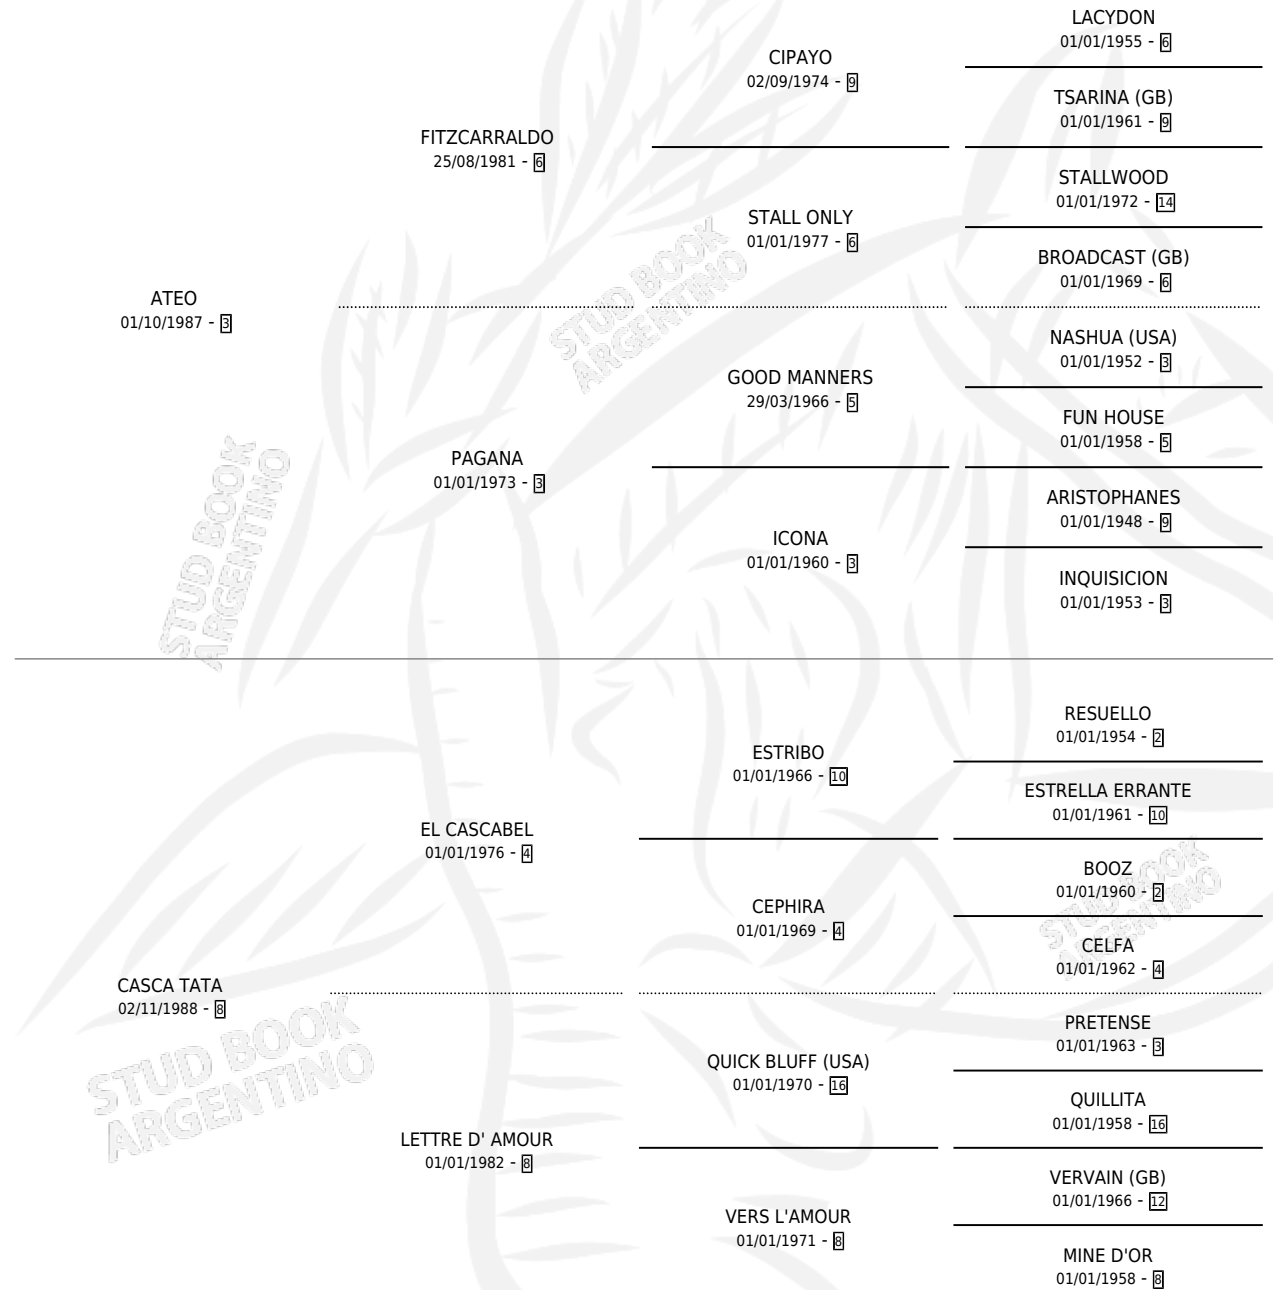 LACYDON
01/01/1955 - 6
CIPAYO
02/09/1974 - 9
TSARINA (GB)
01/01/1961 - 9
FITZCARRALDO
25/08/1981 - 6
STALLWOOD
01/01/1972 - 14
STALL ONLY
01/01/1977 - 6
BROADCAST (GB)
01/01/1969 - 6
ATEO
01/10/1987 - 3
STUD BOOK
ARGENTINO
NASHUA (USA)
01/01/1952 - 3
GOOD MANNERS
29/03/1966 - 5
FUN HOUSE
01/01/1958 - 5
PAGANA
01/01/1973 - 3
ARISTOPHANES
01/01/1948 - 9
ICONA
01/01/1960 - 3
INQUISICION
01/01/1953 - 3
STUD BOOK
ARGENTINO
RESUELLO
01/01/1954 - 2
ESTRIBO
01/01/1966 - 10
ESTRELLA ERRANTE
01/01/1961 - 10
EL CASCABEL
01/01/1976 - 4
BOOZ
01/01/1960 - 2
CEPHIRA
01/01/1969 - 4
STUD BOOK
ARGENTINO
CELFA
01/01/1962 - 4
CASCA TATA
02/11/1988 - 8
PRETENSE
01/01/1963 - 3
STUD BOOK
ARGENTINO
QUICK BLUFF (USA)
01/01/1970 - 16
QUILLITA
01/01/1958 - 16
LETTRE D' AMOUR
01/01/1982 - 8
VERVAIN (GB)
01/01/1966 - 12
VERS L'AMOUR
01/01/1971 - 8
MINE D'OR
01/01/1958 - 8